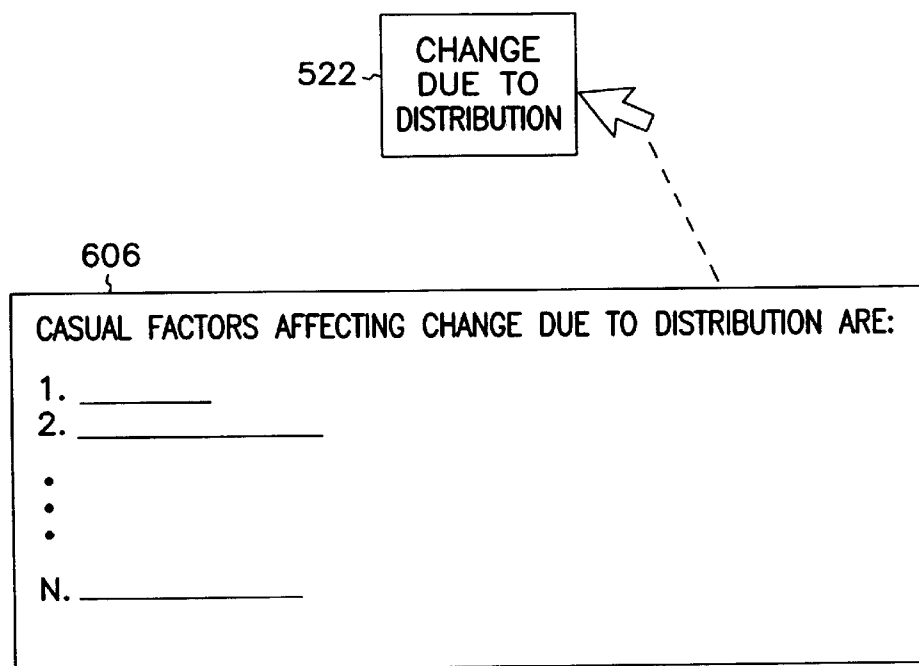 CHANGE
522 DUE TO
DISTRIBUTION
606
CASUAL FACTORS AFFECTING CHANGE DUE TO DISTRIBUTION ARE:
1.
2.
N.